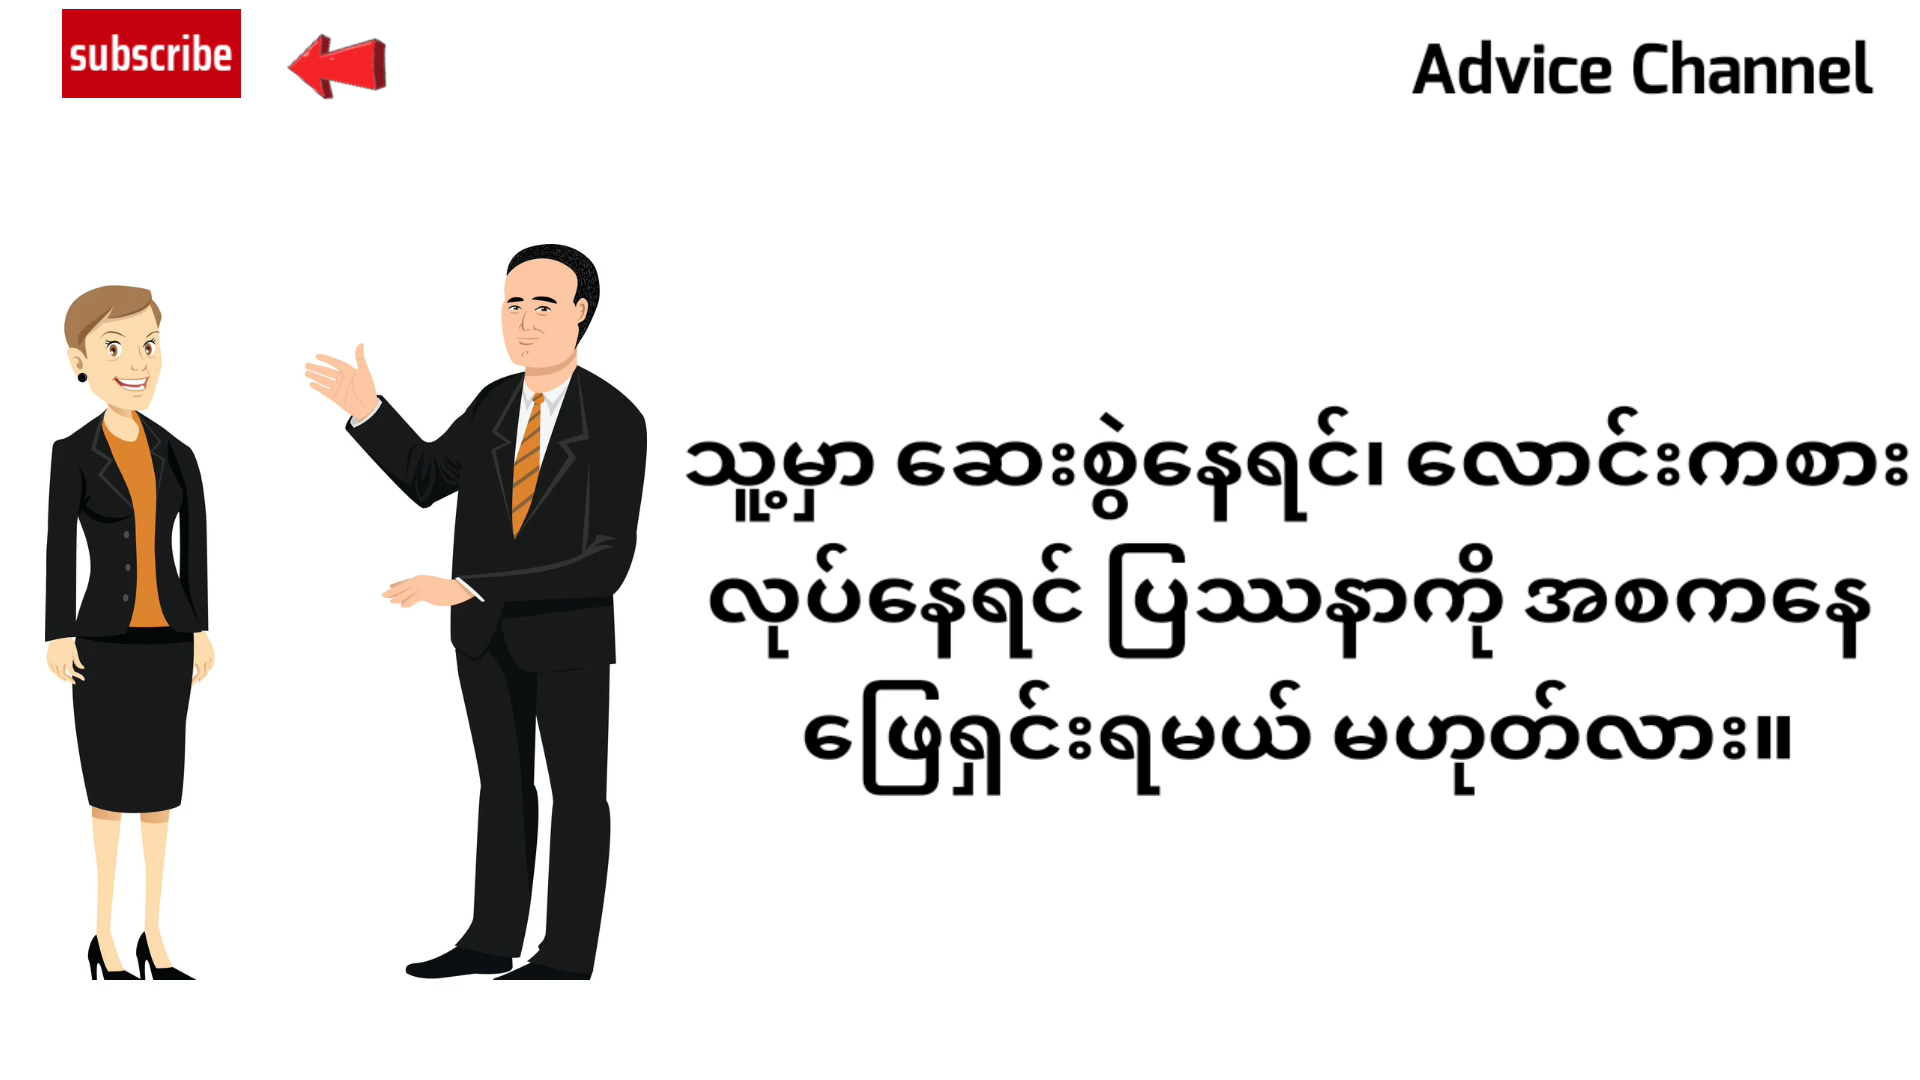 subscribe
Advice Channel
သူ့မှာ ဆေးစွဲနေရင်၊ လောင်းကစား
လုပ်နေရင် ပြဿနာကို အစကနေ
ဖြေရှင်းရမယ် မဟုတ်လား။